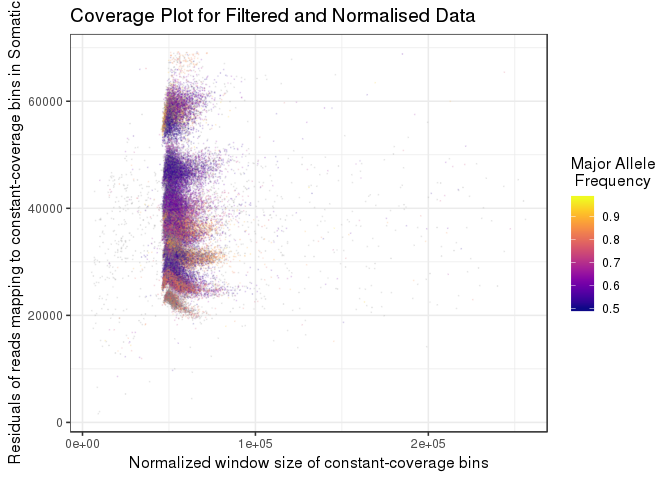 Coverage Plot for Filtered and Normalised Data
Residuals of reads mapping to constant-coverage bins in Somatic
60000
40000
20000
0
0e+00
1e+05
2e+05
Normalized window size of constant-coverage bins
Major Allele
Frequency
0.9
0.8
0.7
0.6
0.5